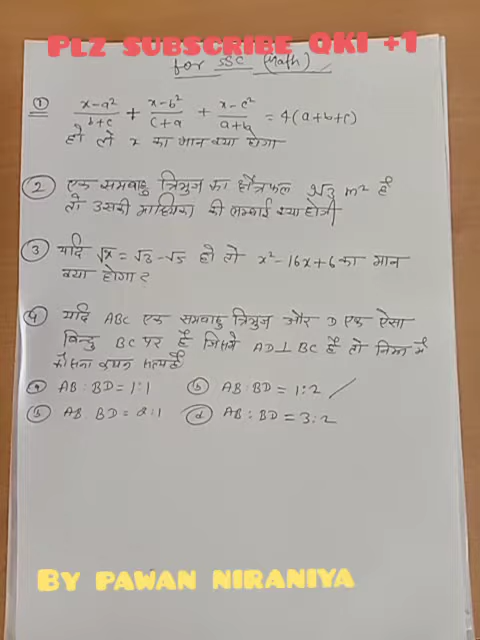 Plz subscribe QKI +1
for SSC (Math)
① x-a²/b+c + x-b²/c+a + x-c²/a+b = 4(a+b+c)
हो तो x का मान क्या होगा
② एक समबाहु त्रिभुज का क्षेत्रफल 9√3 m² है
तो उसकी माध्यिका की लम्बाई क्या होगी
③ यदि √x = √3 - √5 हो तो x² - 16x + 6 का मान
क्या होगा ?
④ यदि ABC एक समबाहु त्रिभुज और D एक ऐसा
बिन्दु BC पर है जिसमे AD⊥BC है तो निम्न मे
कौनसा कथन सत्य है
ⓐ AB:BD = 1:1 ⓑ AB:BD = 1:2
ⓑ AB:BD = 2:1 ⓓ AB:BD = 3:2
By pawan niraniya